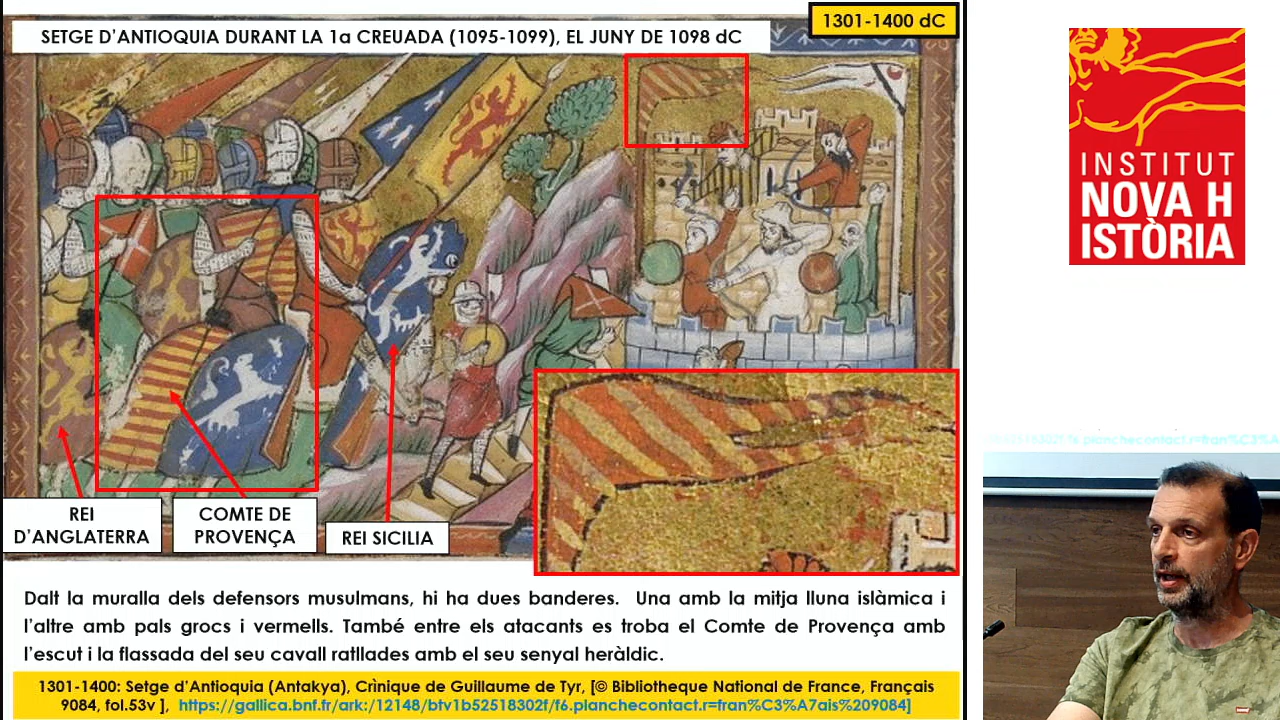 1301-1400 dC
SETGE D'ANTIOQUIA DURANT LA 1a CREUADA (1095-1099), EL JUNY DE 1098 dC
INSTITUT
NOVA H
ISTÒRIA
REI
D'ANGLATERRA
COMTE DE
PROVENÇA
REI SICILIA
Dalt la muralla dels defensors musulmans, hi ha dues banderes. Una amb la mitja lluna islàmica i
l'altre amb pals grocs i vermells. També entre els atacants es troba el Comte de Provença amb
l'escut i la flassada del seu cavall ratllades amb el seu senyal heràldic.
1301-1400: Setge d'Antioquia (Antakya), Crìnique de Guillaume de Tyr, [© Bibliotheque National de France, Français
9084, fol.53v ], https://gallica.bnf.fr/ark:/12148/btv1b52518302f/f6.planchecontact.r=fran%C3%A7ais%209084]